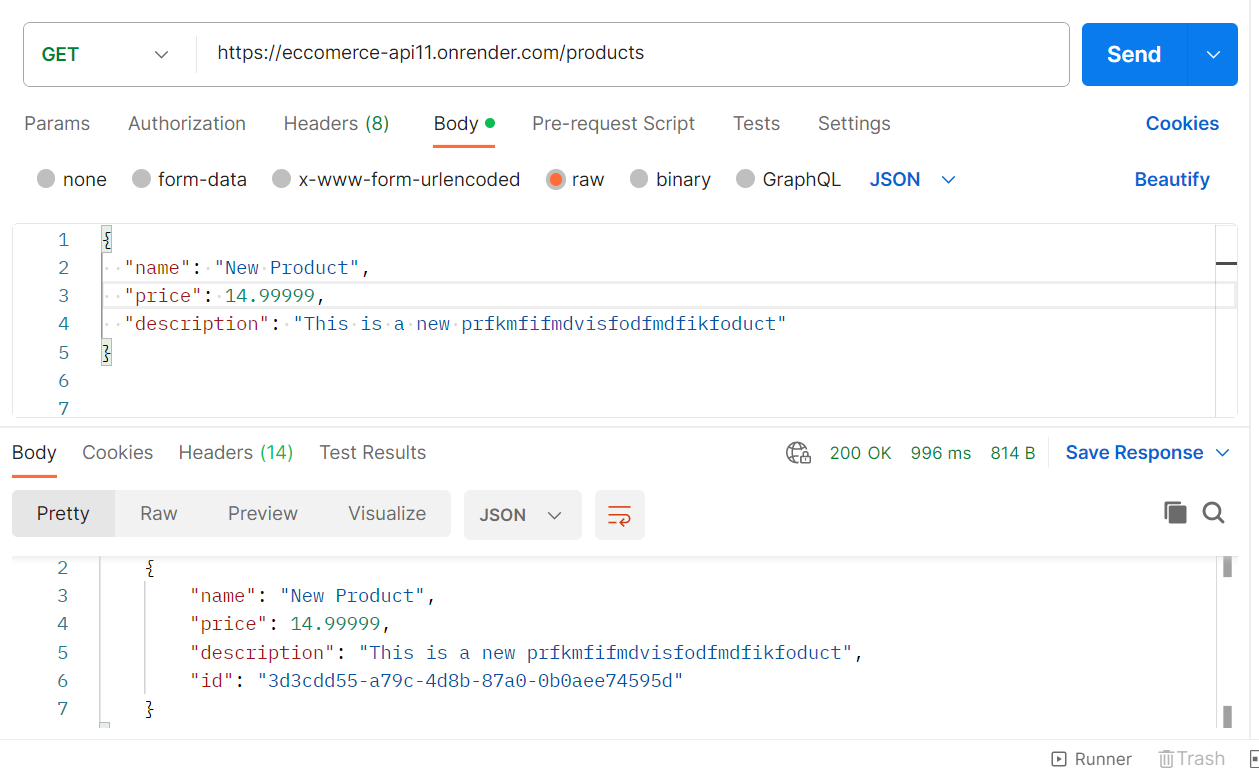 GET https://eccomerce-api11.onrender.com/products Send
Params Authorization Headers (8) Body Pre-request Script Tests Settings Cookies
none form-data x-www-form-urlencoded raw binary GraphQL JSON Beautify
1 {
2 "name": "New Product",
3 "price": 14.99999,
4 "description": "This is a new prfkmfifmdvisfodfmdfikfoduct"
5 }
6
7
Body Cookies Headers (14) Test Results 200 OK 996 ms 814 B Save Response
Pretty Raw Preview Visualize JSON
2 {
3 "name": "New Product",
4 "price": 14.99999,
5 "description": "This is a new prfkmfifmdvisfodfmdfikfoduct",
6 "id": "3d3cdd55-a79c-4d8b-87a0-0b0aee74595d"
7 }
Runner Trash